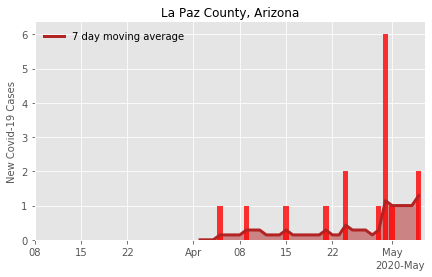 La Paz County, Arizona
7 day moving average
New Covid-19 Cases
6
5
4
3
2
1
0
08 15 22 Apr 08 15 22 May
2020-May